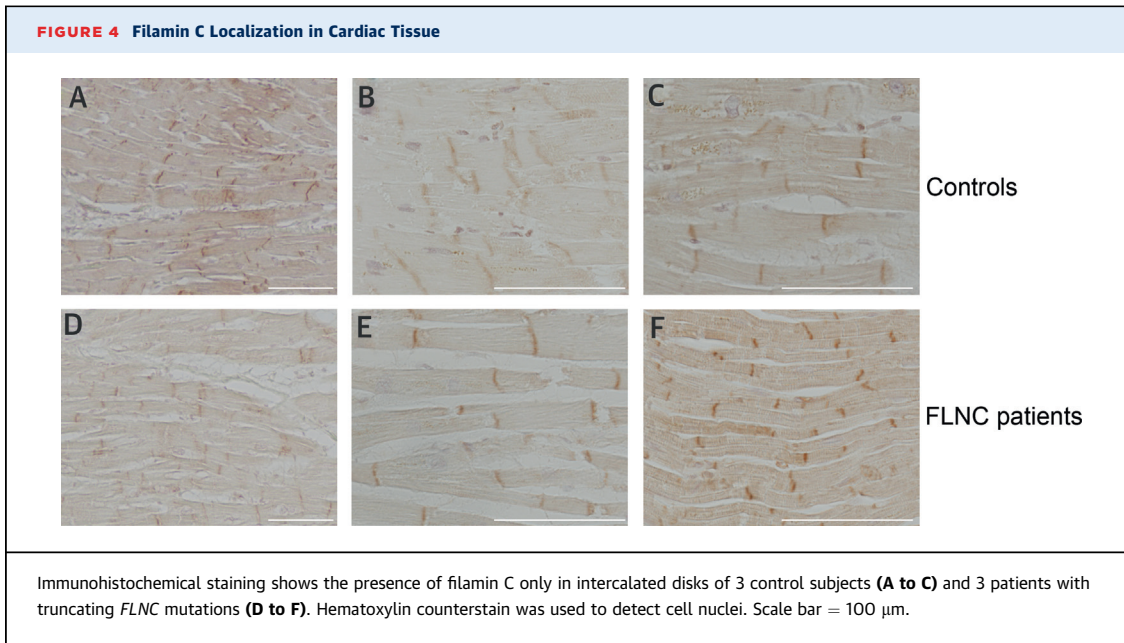 FIGURE 4 Filamin C Localization in Cardiac Tissue
A
B
C
Controls
D
E
F
FLNC patients
Immunohistochemical staining shows the presence of filamin C only in intercalated disks of 3 control subjects (A to C) and 3 patients with
truncating FLNC mutations (D to F). Hematoxylin counterstain was used to detect cell nuclei. Scale bar = 100 μm.